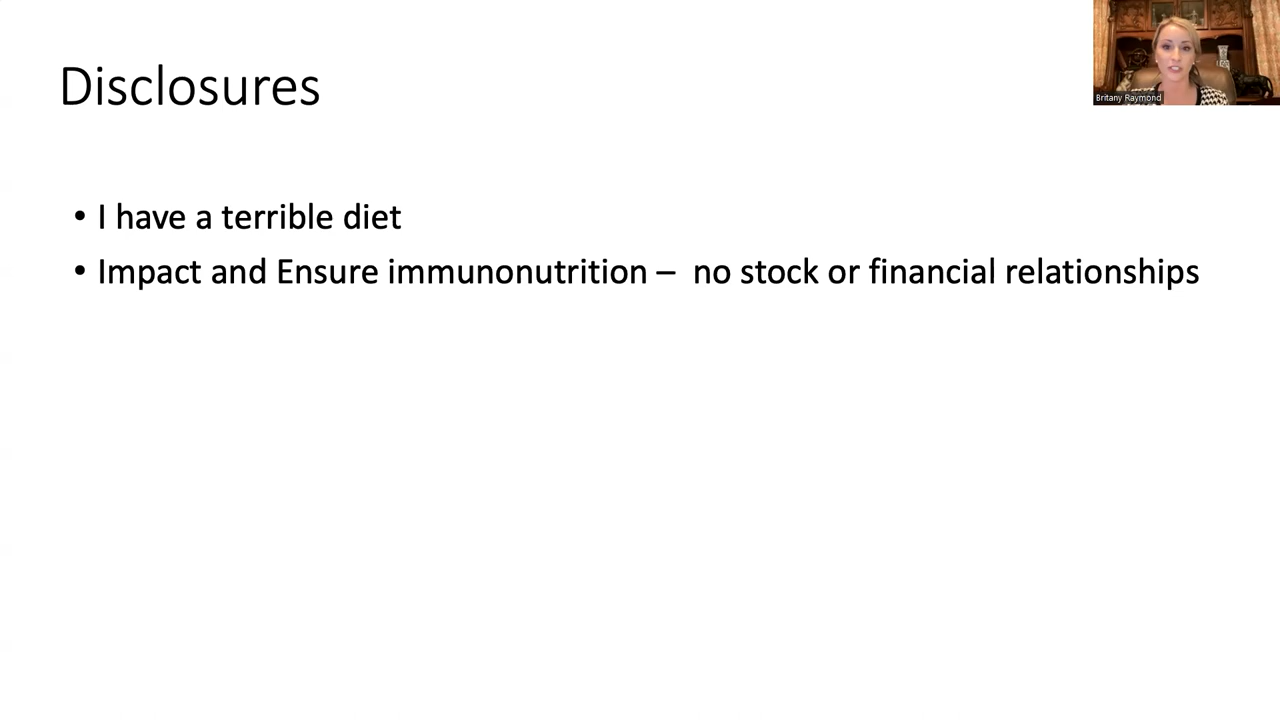 Disclosures
Britany Raymond
• I have a terrible diet
• Impact and Ensure immunonutrition – no stock or financial relationships